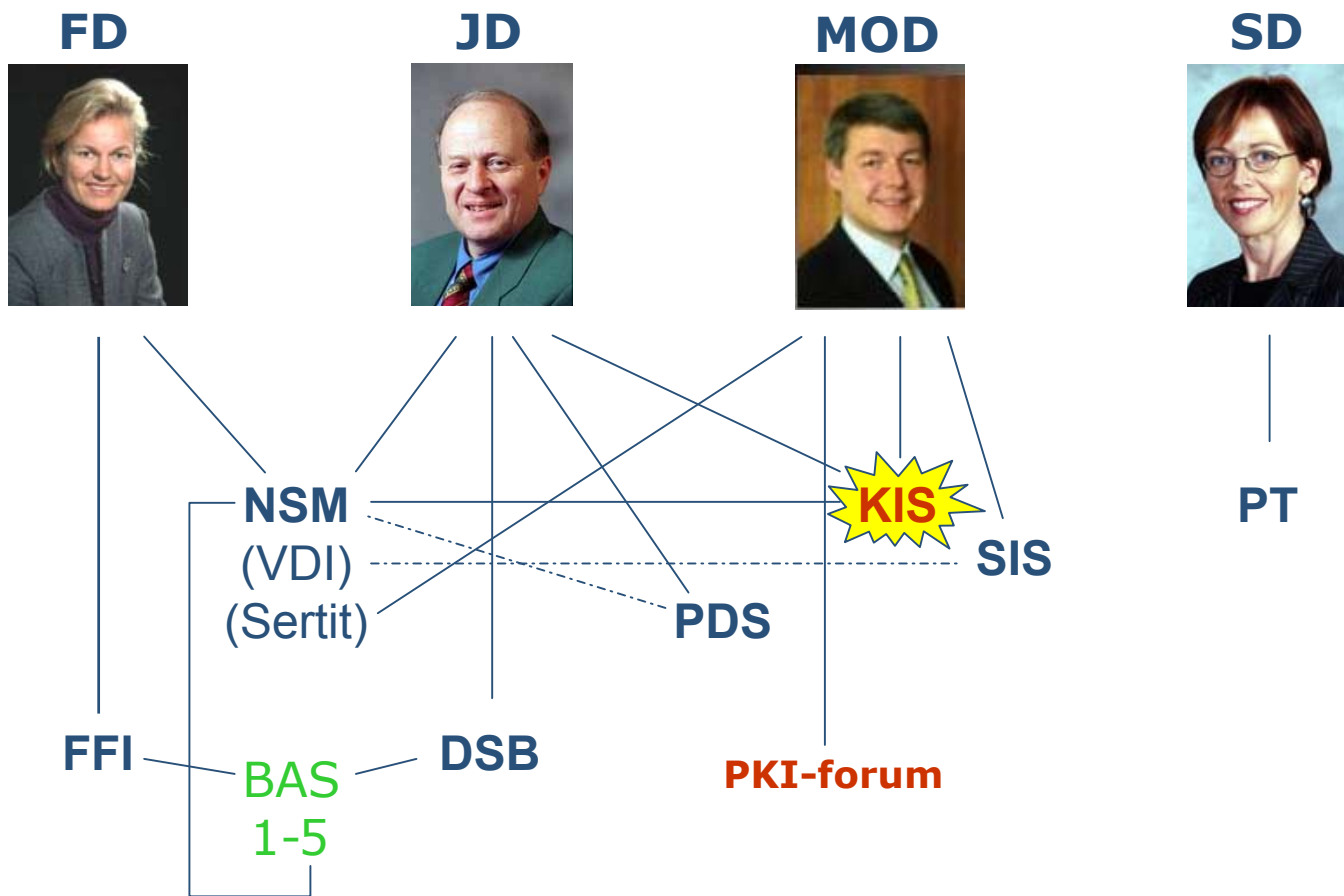 FD
JD
MOD
SD
NSM
(VDI)
(Sertit)
KIS
SIS
PT
PDS
FFI
BAS
1-5
DSB
PKI-forum